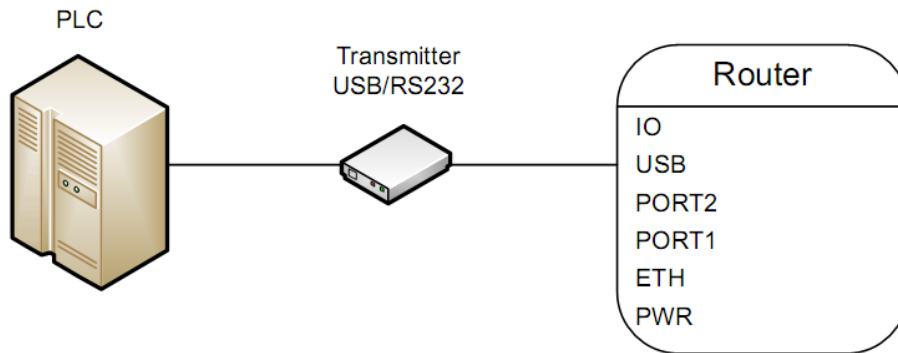 PLC
Transmitter
USB/RS232
Router
IO
USB
PORT2
PORT1
ETH
PWR